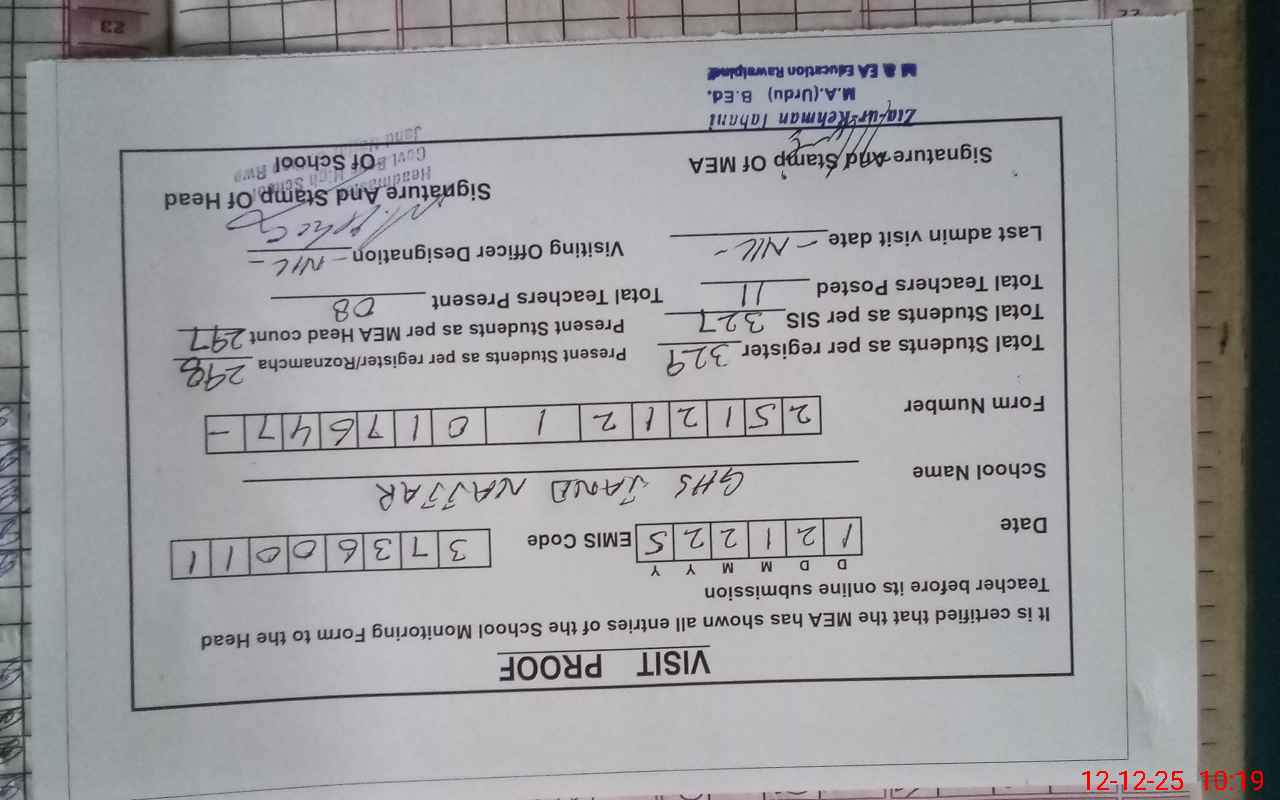 VISIT PROOF
It is certified that the MEA has shown all entries of the School Monitoring Form to the Head
Teacher before its online submission
D D M M Y Y
Date 1 2 1 2 2 5 EMIS Code 3 7 3 6 0 0 1 1
School Name GHS JAND NAJJAR
Form Number 2 5 1 2 1 2 1 0 1 7 6 4 7 -
Total Students as per register 329 Present Students as per register/Roznamcha 298
Total Students as per SIS 327 Present Students as per MEA Head count 297
Total Teachers Posted 11 Total Teachers Present 08
Last admin visit date - NIL - Visiting Officer Designation - NIL -
Signature And Stamp Of MEA Signature And Stamp Of Head
Of School
Zia-ur-Rehman
M.A.(Urdu) B.Ed.
M & EA Education Rawalpindi
23
12-12-25 10:19